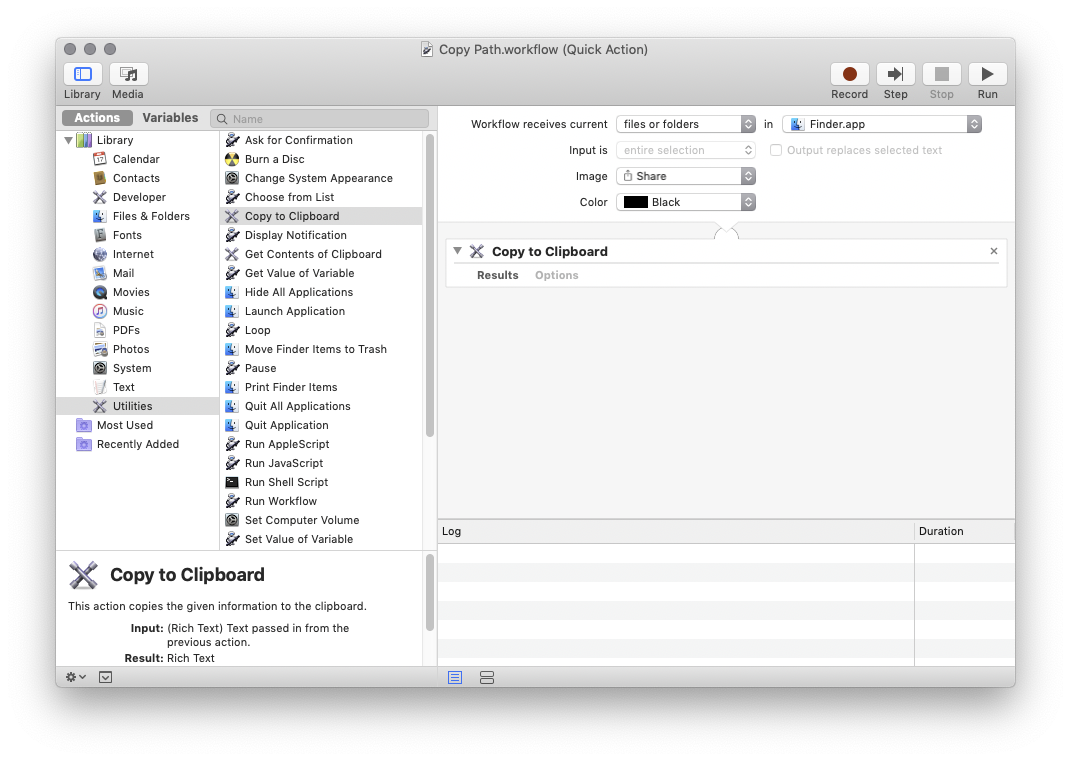 Copy Path.workflow (Quick Action)
Library
Media
Record
Step
Stop
Run
Actions
Variables
Name
Library
Calendar
Contacts
Developer
Files & Folders
Fonts
Internet
Mail
Movies
Music
PDFs
Photos
System
Text
Utilities
Most Used
Recently Added
Ask for Confirmation
Burn a Disc
Change System Appearance
Choose from List
Copy to Clipboard
Display Notification
Get Contents of Clipboard
Get Value of Variable
Hide All Applications
Launch Application
Loop
Move Finder Items to Trash
Pause
Print Finder Items
Quit All Applications
Quit Application
Run AppleScript
Run JavaScript
Run Shell Script
Run Workflow
Set Computer Volume
Set Value of Variable
Copy to Clipboard
This action copies the given information to the clipboard.
Input: (Rich Text) Text passed in from the
previous action.
Result: Rich Text
Workflow receives current files or folders in Finder.app
Input is entire selection Output replaces selected text
Image Share
Color Black
Copy to Clipboard
Results Options
Log Duration